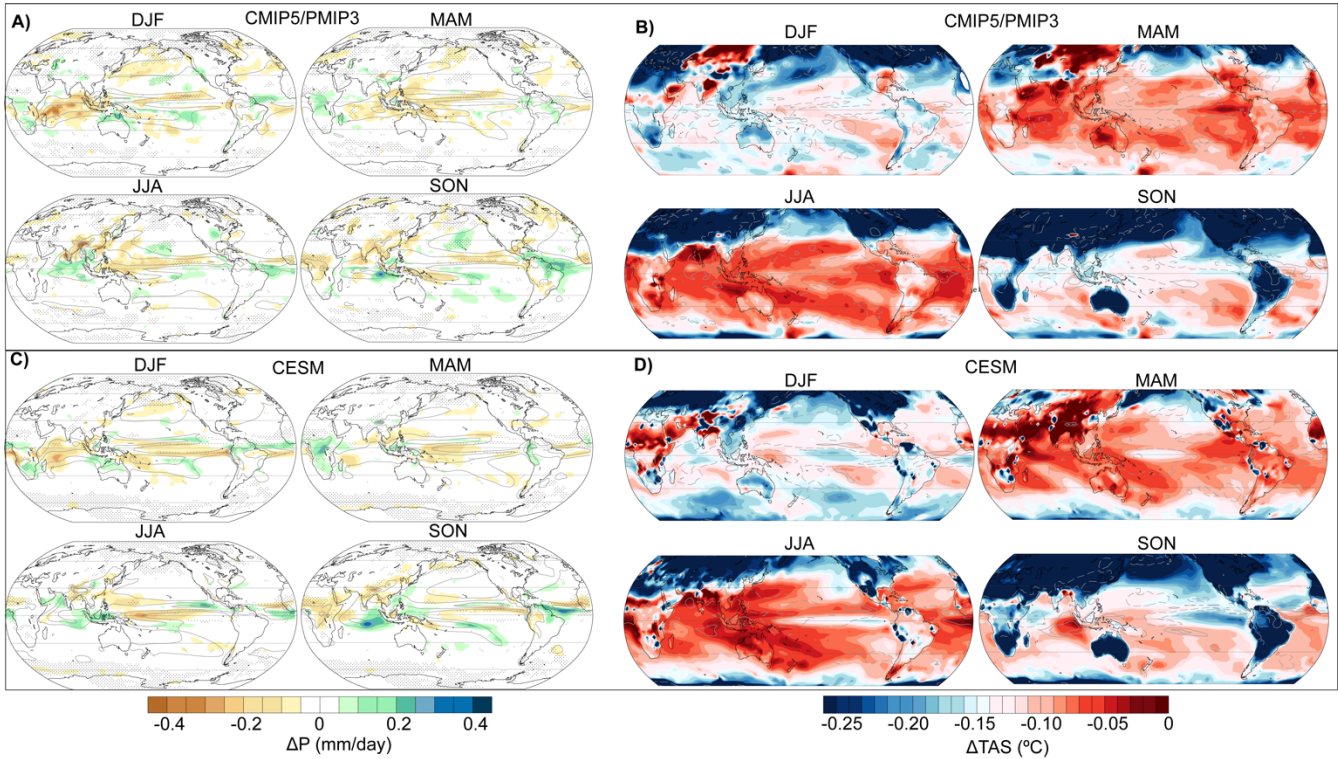 A) DJF CMIP5/PMIP3 MAM
JJA SON
B) CMIP5/PMIP3
DJF MAM
JJA SON
C) DJF CESM MAM
JJA SON
D) CESM
DJF MAM
JJA SON
-0.4 -0.2 0 0.2 0.4
ΔP (mm/day)
-0.25 -0.20 -0.15 -0.10 -0.05 0
ΔTAS (ºC)